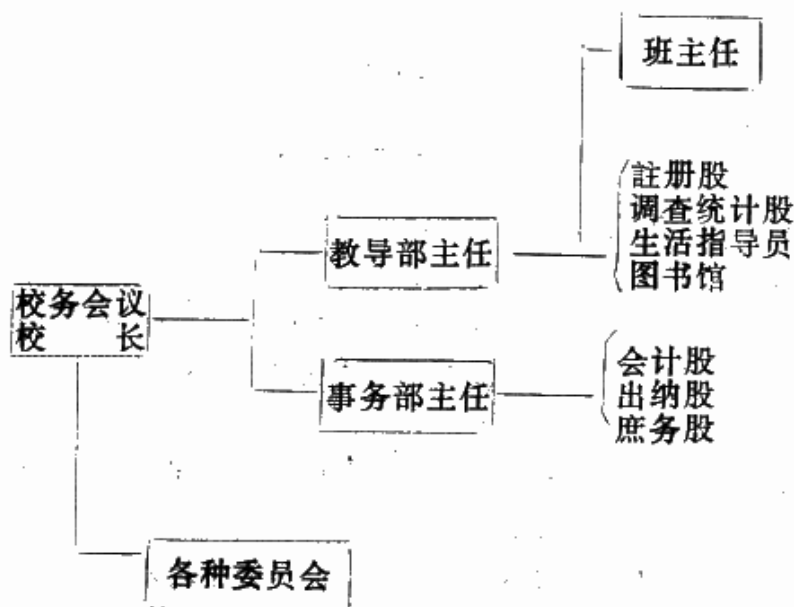 班主任
註册股
调查统计股
生活指导员
图书馆
教导部主任
校务会议
校 长
会计股
出纳股
庶务股
事务部主任
各种委员会